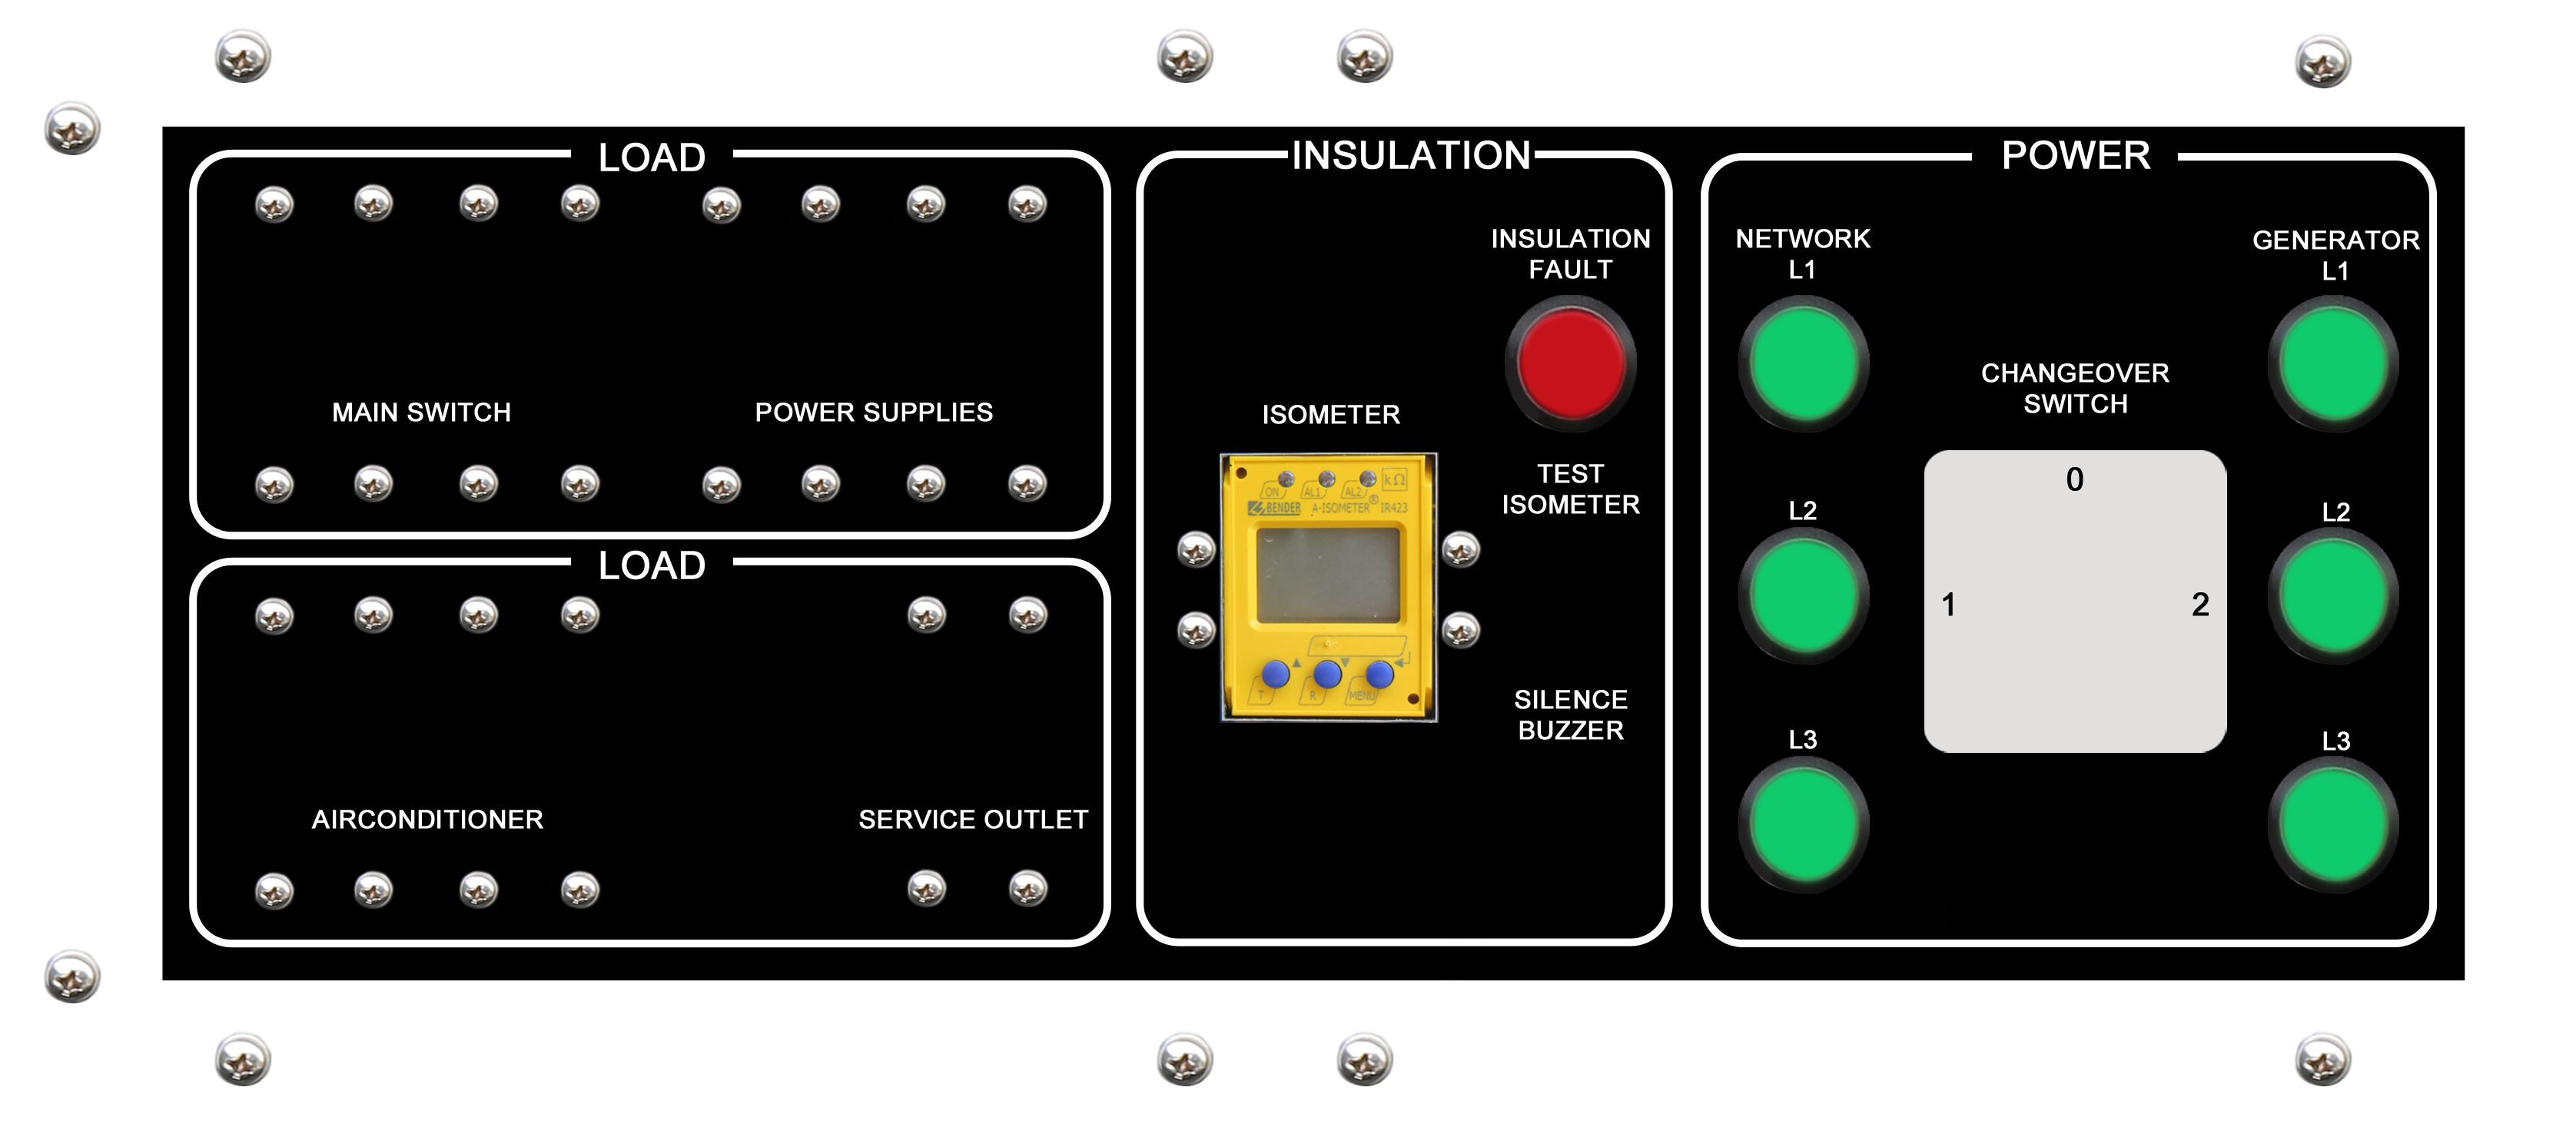 LOAD
MAIN SWITCH
POWER SUPPLIES
LOAD
AIRCONDITIONER
SERVICE OUTLET
INSULATION
INSULATION
FAULT
ISOMETER
ON AL1 AL2 kΩ
BENDER A-ISOMETER® IR423
T R MENU
TEST
ISOMETER
SILENCE
BUZZER
POWER
NETWORK
L1
L2
L3
CHANGEOVER
SWITCH
0
1 2
GENERATOR
L1
L2
L3